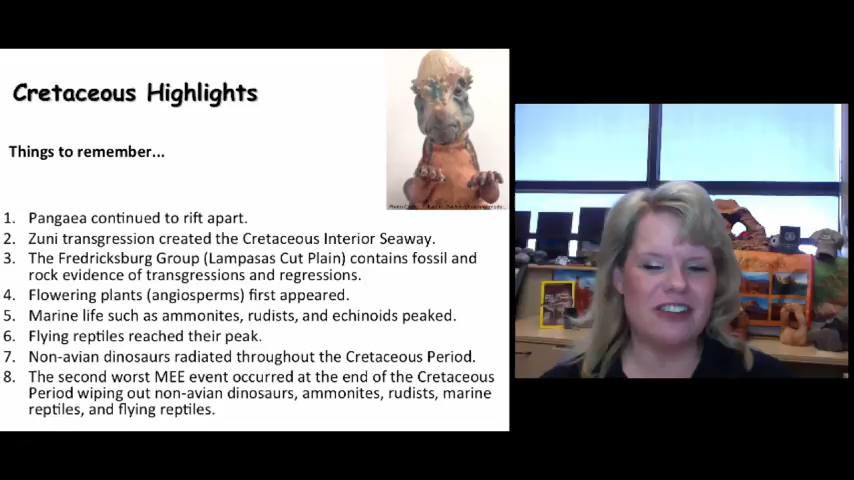 Cretaceous Highlights
Things to remember...
1. Pangaea continued to rift apart.
2. Zuni transgression created the Cretaceous Interior Seaway.
3. The Fredricksburg Group (Lampasas Cut Plain) contains fossil and
rock evidence of transgressions and regressions.
4. Flowering plants (angiosperms) first appeared.
5. Marine life such as ammonites, rudists, and echinoids peaked.
6. Flying reptiles reached their peak.
7. Non-avian dinosaurs radiated throughout the Cretaceous Period.
8. The second worst MEE event occurred at the end of the Cretaceous
Period wiping out non-avian dinosaurs, ammonites, rudists, marine
reptiles, and flying reptiles.